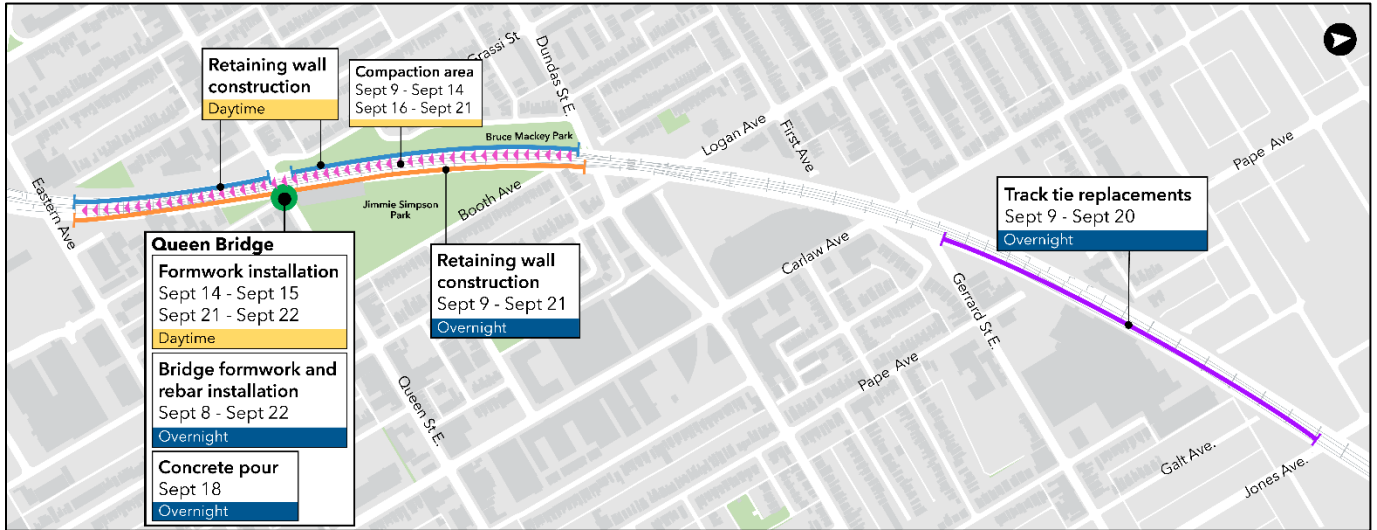 Grassi St
Dundas St E.
Retaining wall
construction
Daytime
Compaction area
Sept 9 - Sept 14
Sept 16 - Sept 21
Bruce Mackey Park
Logan Ave
First Ave
Pape Ave
Eastern Ave
Jimmie Simpson
Park
Booth Ave
Track tie replacements
Sept 9 - Sept 20
Overnight
Queen Bridge
Formwork installation
Sept 14 - Sept 15
Sept 21 - Sept 22
Daytime
Bridge formwork and
rebar installation
Sept 8 - Sept 22
Overnight
Concrete pour
Sept 18
Overnight
Retaining wall
construction
Sept 9 - Sept 21
Overnight
Carlaw Ave
Gerrard St E.
Pape Ave
Queen St E.
Galt Ave.
Jones Ave.